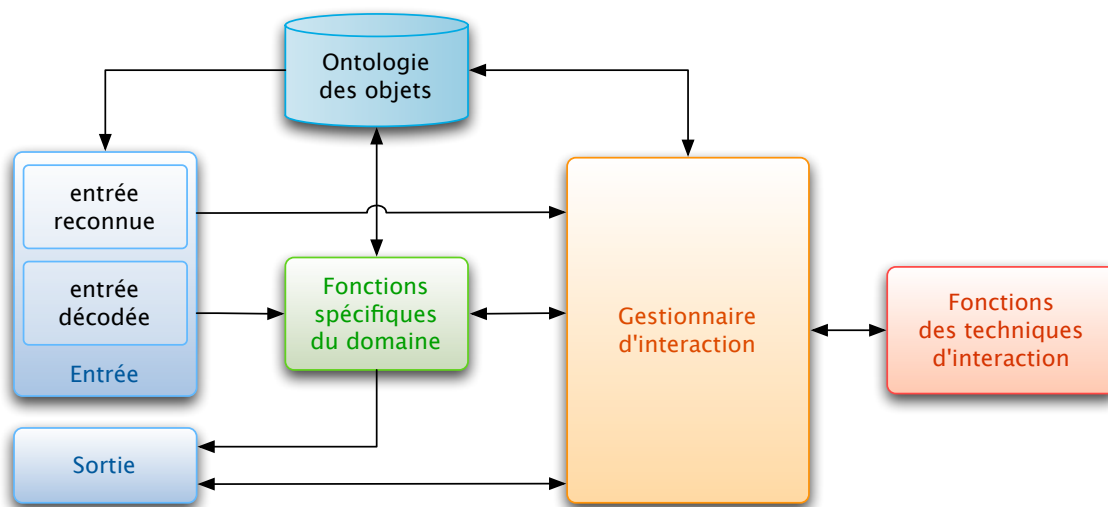 Ontologie
des objets
entrée
reconnue
entrée
décodée
Entrée
Fonctions
spécifiques
du domaine
Gestionnaire
d'interaction
Fonctions
des techniques
d'interaction
Sortie